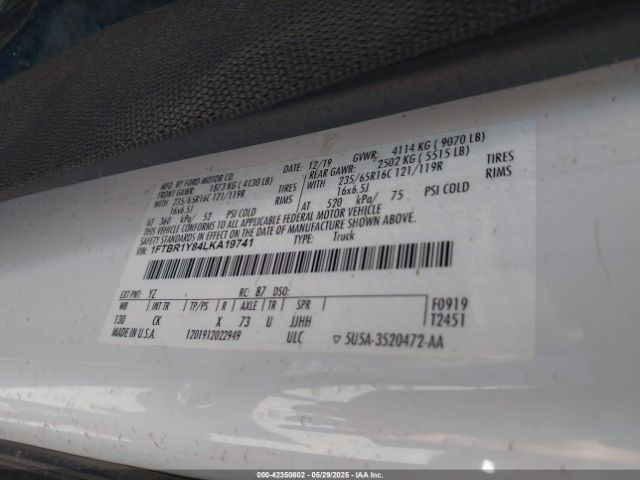 MFD. BY FORD MOTOR CO. DATE: 12/19 GVWR: 4114 KG ( 9070 LB)
FRONT GAWR: 1873 KG ( 4130 LB) REAR GAWR: 2502 KG ( 5515 LB)
WITH 235/65R16C 121/119R TIRES WITH 235/65R16C 121/119R TIRES
16x6.5J RIMS 16x6.5J RIMS
AT 360 kPa/ 52 PSI COLD AT 520 kPa/ 75 PSI COLD
THIS VEHICLE CONFORMS TO ALL APPLICABLE FEDERAL MOTOR VEHICLE
SAFETY STANDARDS IN EFFECT ON THE DATE OF MANUFACTURE SHOWN ABOVE.
VIN: 1FTBR1Y84LKA19741 TYPE: Truck
EXT PNT: YZ RC: 87 DSO:
WB INT TR TP/PS R AXLE TR SPR F0919
130 CK X 73 U JJHH T2451
MADE IN U.S.A. 1201912022949 ULC ▽ 5U5A-3520472-AA
000-42350802 - 05/29/2025 - IAAI.COM